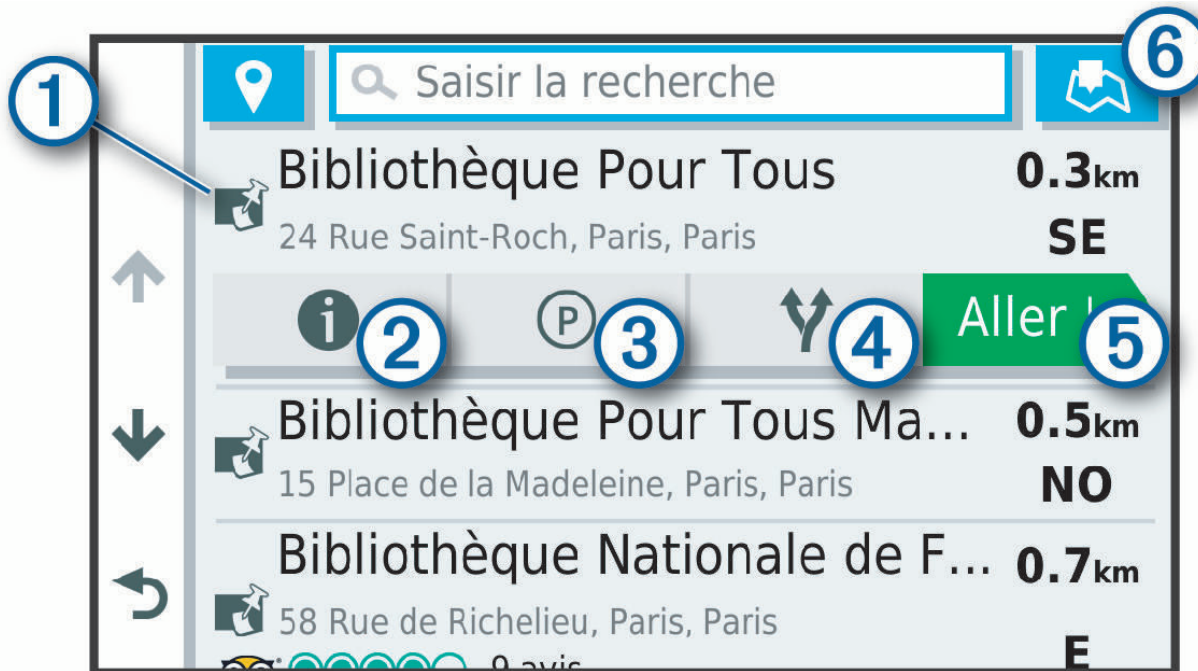 6
1
Saisir la recherche
Bibliothèque Pour Tous 0.3km
24 Rue Saint-Roch, Paris, Paris SE
2 P 3 4 Aller 5
Bibliothèque Pour Tous Ma... 0.5km
15 Place de la Madeleine, Paris, Paris NO
Bibliothèque Nationale de F... 0.7km
58 Rue de Richelieu, Paris, Paris
9 avis E